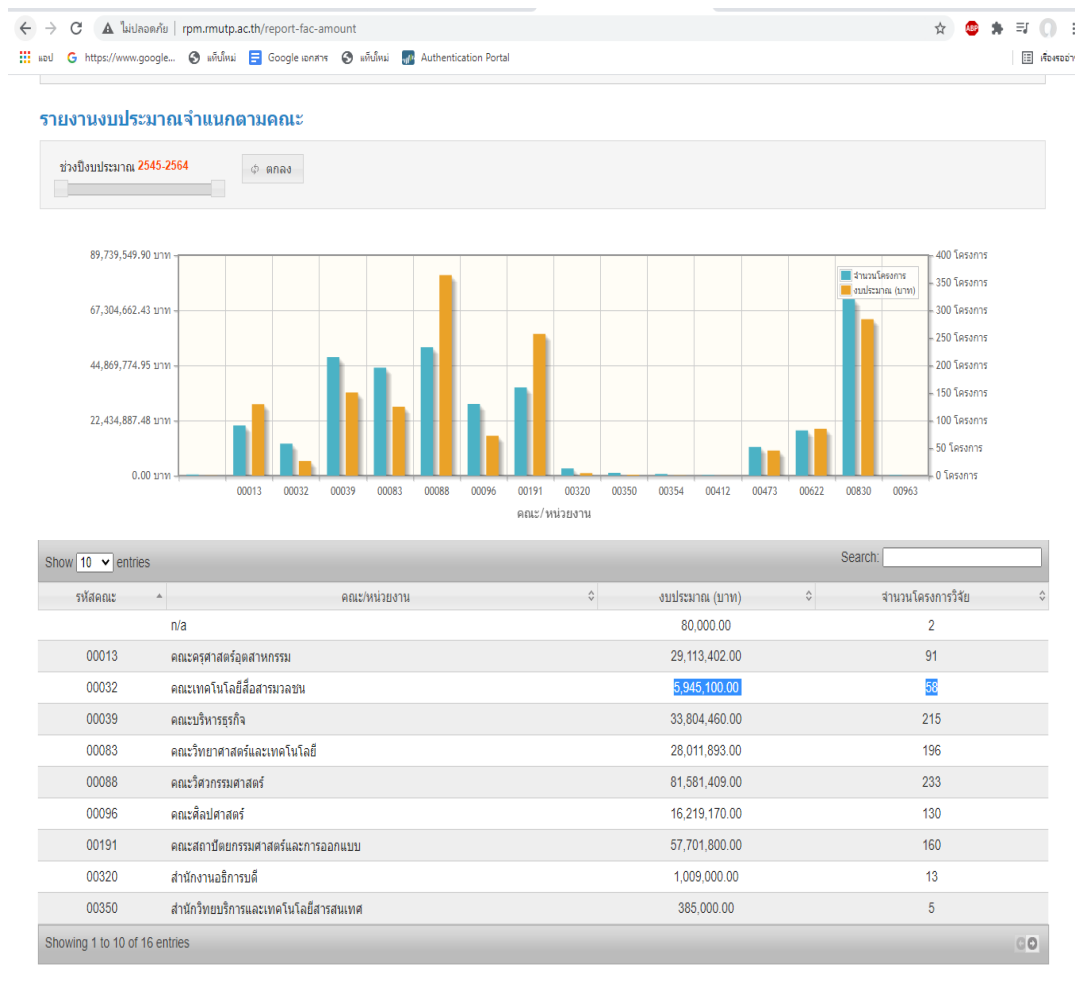 ไม่ปลอดภัย | rpm.rmutp.ac.th/report-fac-amount
แอป https://www.google... แท็บใหม่ Google เอกสาร แท็บใหม่ Authentication Portal
รายงานงบประมาณจำแนกตามคณะ
ช่วงปีงบประมาณ 2545-2564 ตกลง
89,739,549.90 บาท
67,304,662.43 บาท
44,869,774.95 บาท
22,434,887.48 บาท
0.00 บาท
จำนวนโครงการ
งบประมาณ (บาท)
400 โครงการ
350 โครงการ
300 โครงการ
250 โครงการ
200 โครงการ
150 โครงการ
100 โครงการ
50 โครงการ
0 โครงการ
00013 00032 00039 00083 00088 00096 00191 00320 00350 00354 00412 00473 00622 00830 00963
คณะ/หน่วยงาน
Show 10 entries Search:
รหัสคณะ คณะ/หน่วยงาน งบประมาณ (บาท) จำนวนโครงการวิจัย
n/a 80,000.00 2
00013 คณะครุศาสตร์อุตสาหกรรม 29,113,402.00 91
00032 คณะเทคโนโลยีสื่อสารมวลชน 5,945,100.00 58
00039 คณะบริหารธุรกิจ 33,804,460.00 215
00083 คณะวิทยาศาสตร์และเทคโนโลยี 28,011,893.00 196
00088 คณะวิศวกรรมศาสตร์ 81,581,409.00 233
00096 คณะศิลปศาสตร์ 16,219,170.00 130
00191 คณะสถาปัตยกรรมศาสตร์และการออกแบบ 57,701,800.00 160
00320 สำนักงานอธิการบดี 1,009,000.00 13
00350 สำนักวิทยบริการและเทคโนโลยีสารสนเทศ 385,000.00 5
Showing 1 to 10 of 16 entries